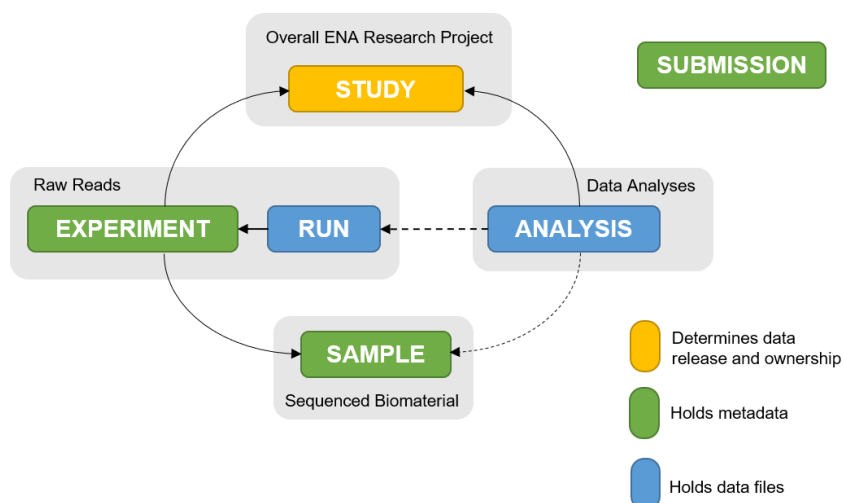 Overall ENA Research Project
STUDY
SUBMISSION
Raw Reads
EXPERIMENT
RUN
Data Analyses
ANALYSIS
SAMPLE
Sequenced Biomaterial
Determines data
release and ownership
Holds metadata
Holds data files